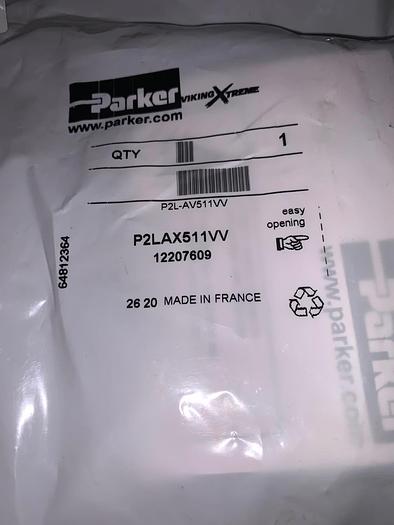 Parker VIKING XTREME
www.parker.com
QTY 1
P2L-AV511VV
easy
opening
P2LAX511VV
12207609
64812364
26 20 MADE IN FRANCE
www.parker.com
Parker